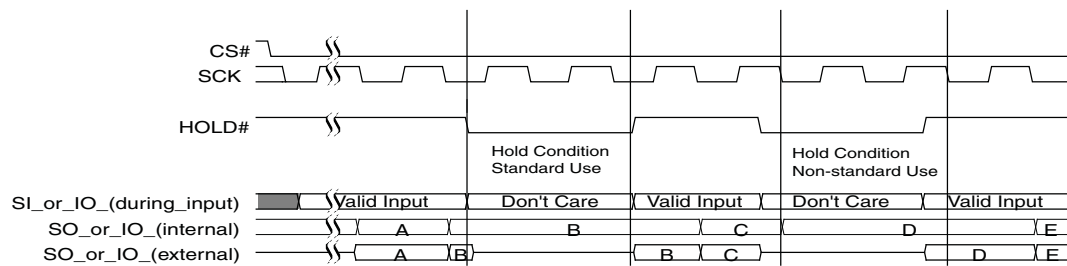 CS#
SCK
HOLD#
Hold Condition
Standard Use
Hold Condition
Non-standard Use
SI_or_IO_(during_input) Valid Input Don't Care Valid Input Don't Care Valid Input
SO_or_IO_(internal) A B C D E
SO_or_IO_(external) A B B C D E